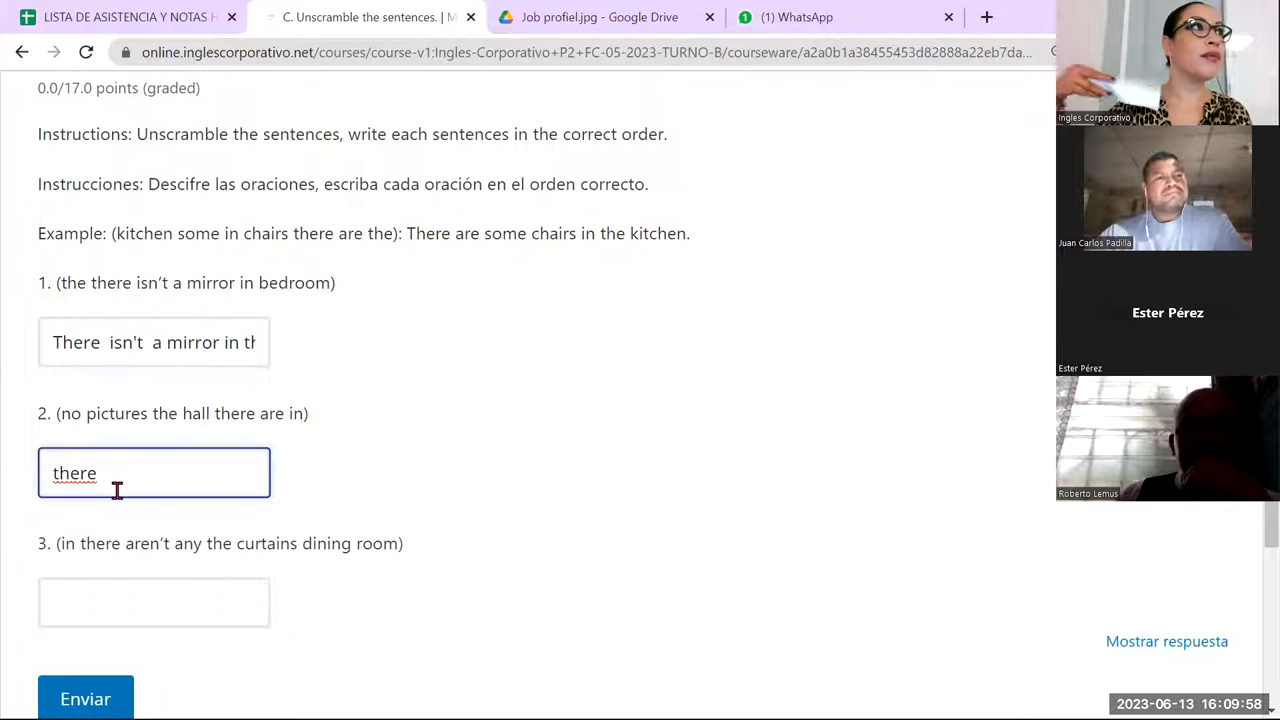 LISTA DE ASISTENCIA Y NOTAS
C. Unscramble the sentences. |
Job profiel.jpg - Google Drive
(1) WhatsApp
online.inglescorporativo.net/courses/course-v1:Ingles-Corporativo+P2+FC-05-2023-TURNO-B/courseware/a2a0b1a38455453d8288a22eb7da...
0.0/17.0 points (graded)
Instructions: Unscramble the sentences, write each sentences in the correct order.
Instrucciones: Descifre las oraciones, escriba cada oración en el orden correcto.
Example: (kitchen some in chairs there are the): There are some chairs in the kitchen.
1. (the there isn’t a mirror in bedroom)
There  isn't  a mirror in th
2. (no pictures the hall there are in)
there
3. (in there aren’t any the curtains dining room)
Mostrar respuesta
Enviar
Ingles Corporativo
Juan Carlos Padilla
Ester Pérez
Ester Pérez
Roberto Lemus
2023-06-13 16:09:58